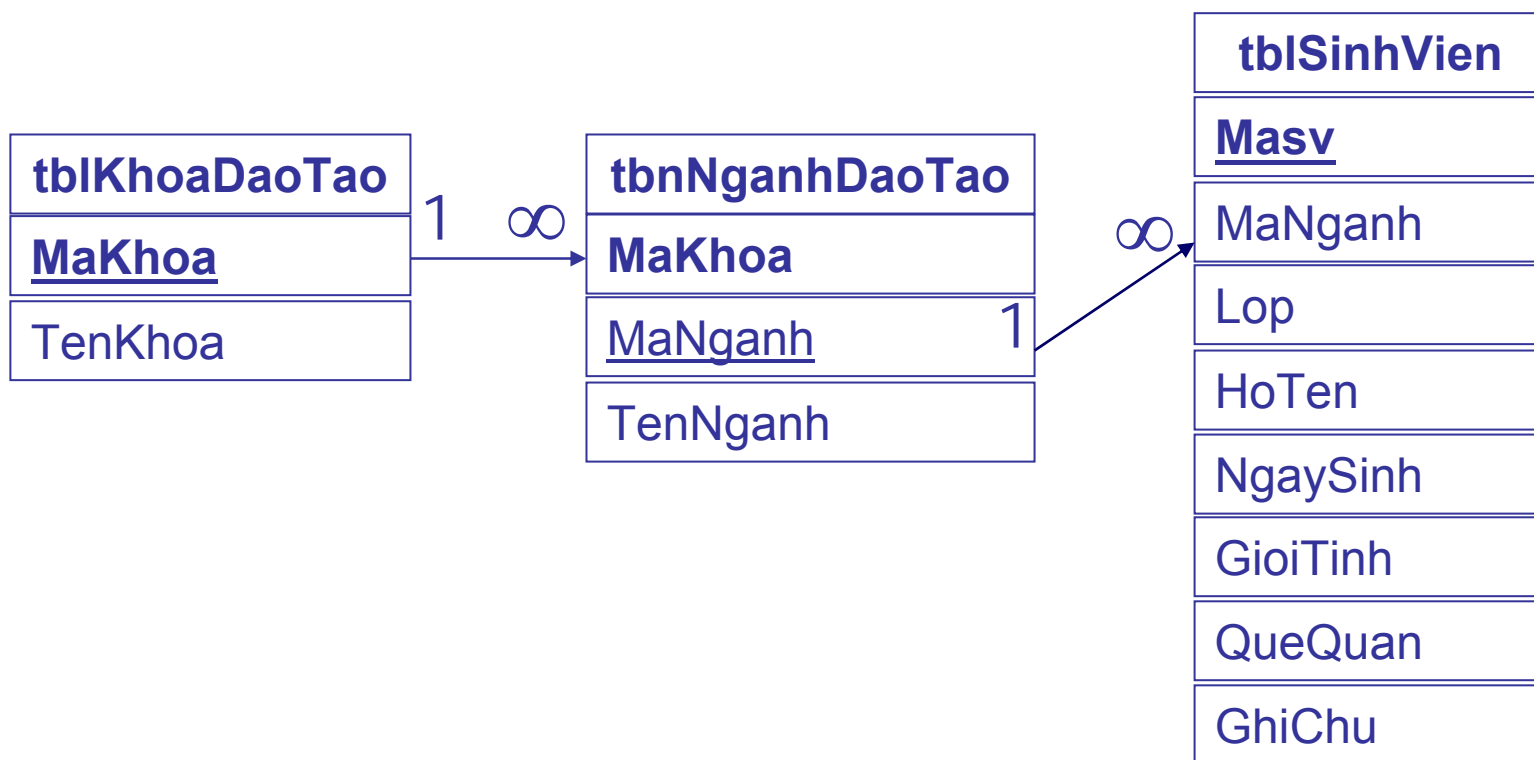 tblKhoaDaoTao
MaKhoa
TenKhoa
1
∞
tbnNganhDaoTao
MaKhoa
MaNganh
TenNganh
1
∞
tblSinhVien
Masv
MaNganh
Lop
HoTen
NgaySinh
GioiTinh
QueQuan
GhiChu